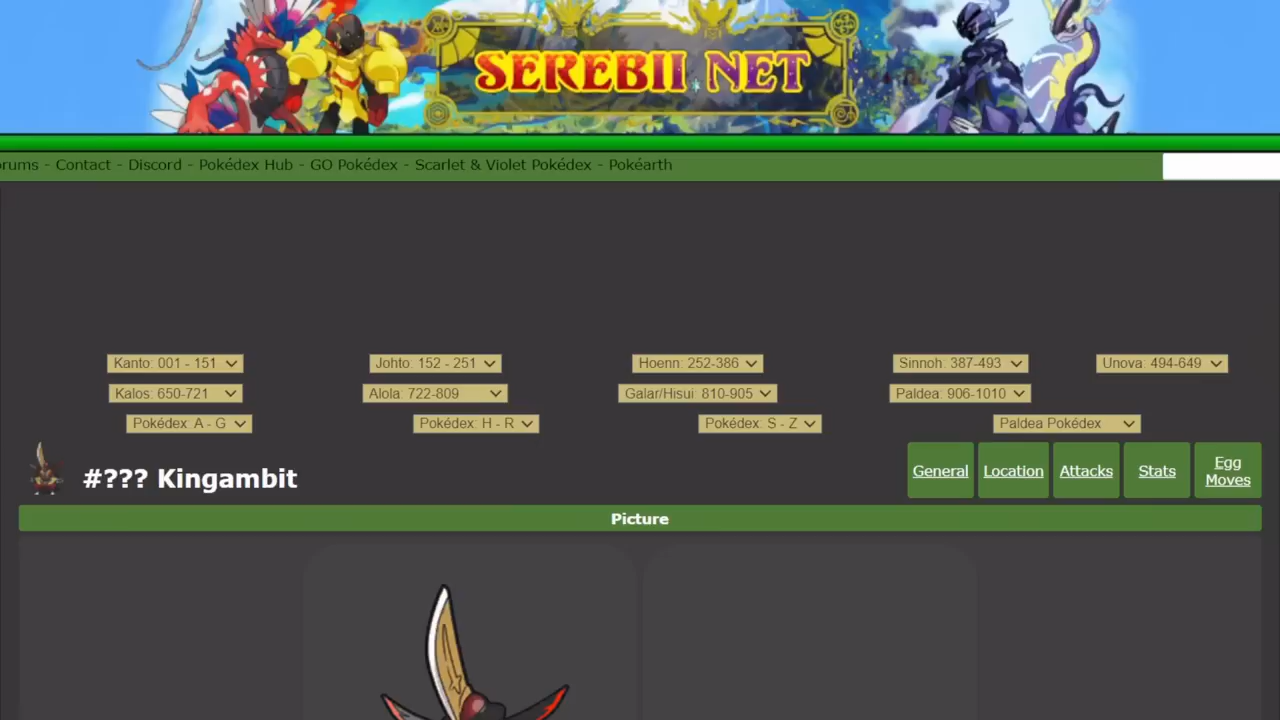 SEREBII.NET
orums - Contact - Discord - Pokédex Hub - GO Pokédex - Scarlet & Violet Pokédex - Pokéarth
Kanto: 001 - 151 Johto: 152 - 251 Hoenn: 252-386 Sinnoh: 387-493 Unova: 494-649
Kalos: 650-721 Alola: 722-809 Galar/Hisui: 810-905 Paldea: 906-1010
Pokédex: A - G Pokédex: H - R Pokédex: S - Z Paldea Pokédex
#??? Kingambit General Location Attacks Stats Egg Moves
Picture